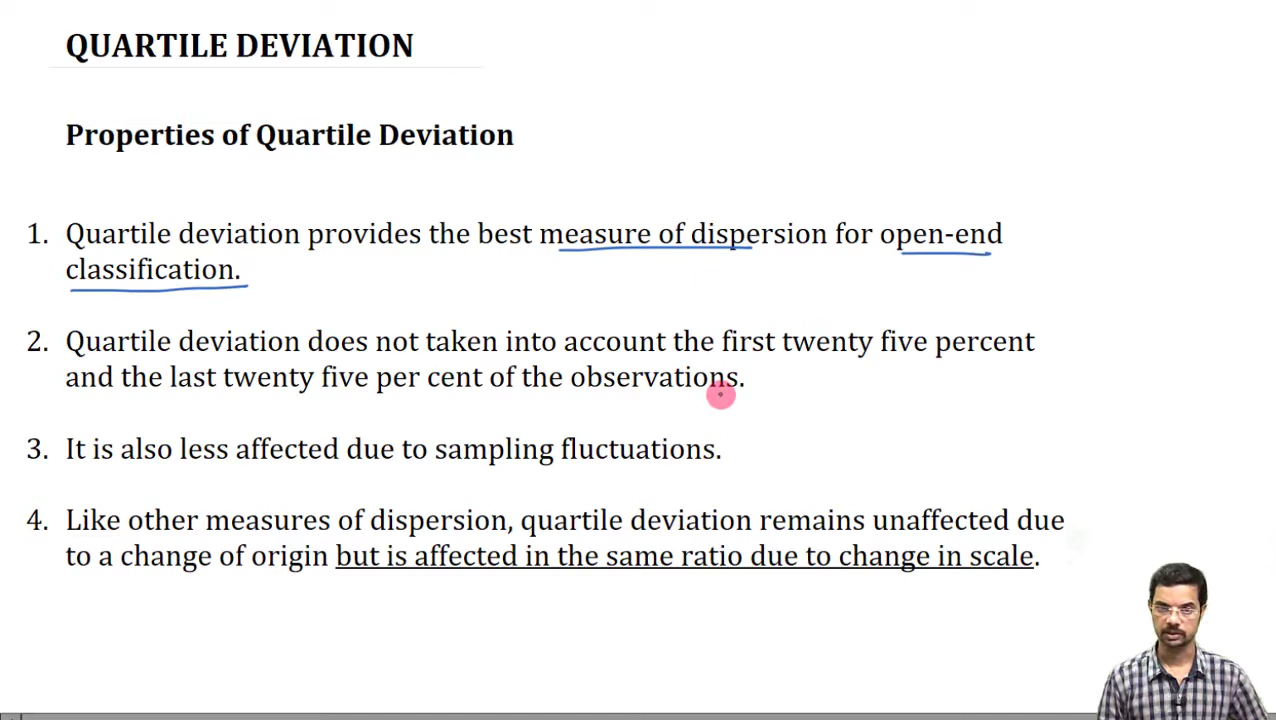 QUARTILE DEVIATION
Properties of Quartile Deviation
1. Quartile deviation provides the best measure of dispersion for open-end
classification.
2. Quartile deviation does not taken into account the first twenty five percent
and the last twenty five per cent of the observations.
3. It is also less affected due to sampling fluctuations.
4. Like other measures of dispersion, quartile deviation remains unaffected due
to a change of origin but is affected in the same ratio due to change in scale.